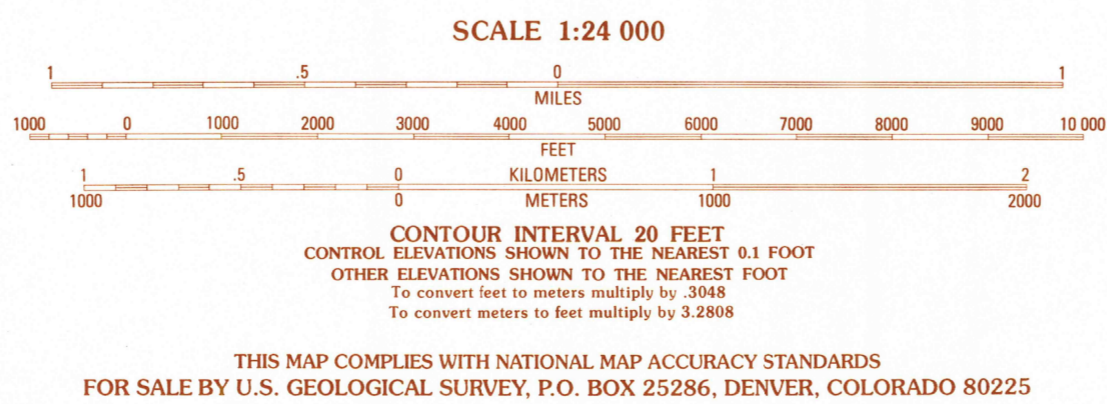 SCALE 1:24 000
1 .5 0 1
MILES
1000 0 1000 2000 3000 4000 5000 6000 7000 8000 9000 10 000
FEET
1 .5 0 KILOMETERS 1 2
1000 0 METERS 1000 2000
CONTOUR INTERVAL 20 FEET
CONTROL ELEVATIONS SHOWN TO THE NEAREST 0.1 FOOT
OTHER ELEVATIONS SHOWN TO THE NEAREST FOOT
To convert feet to meters multiply by .3048
To convert meters to feet multiply by 3.2808
THIS MAP COMPLIES WITH NATIONAL MAP ACCURACY STANDARDS
FOR SALE BY U.S. GEOLOGICAL SURVEY, P.O. BOX 25286, DENVER, COLORADO 80225